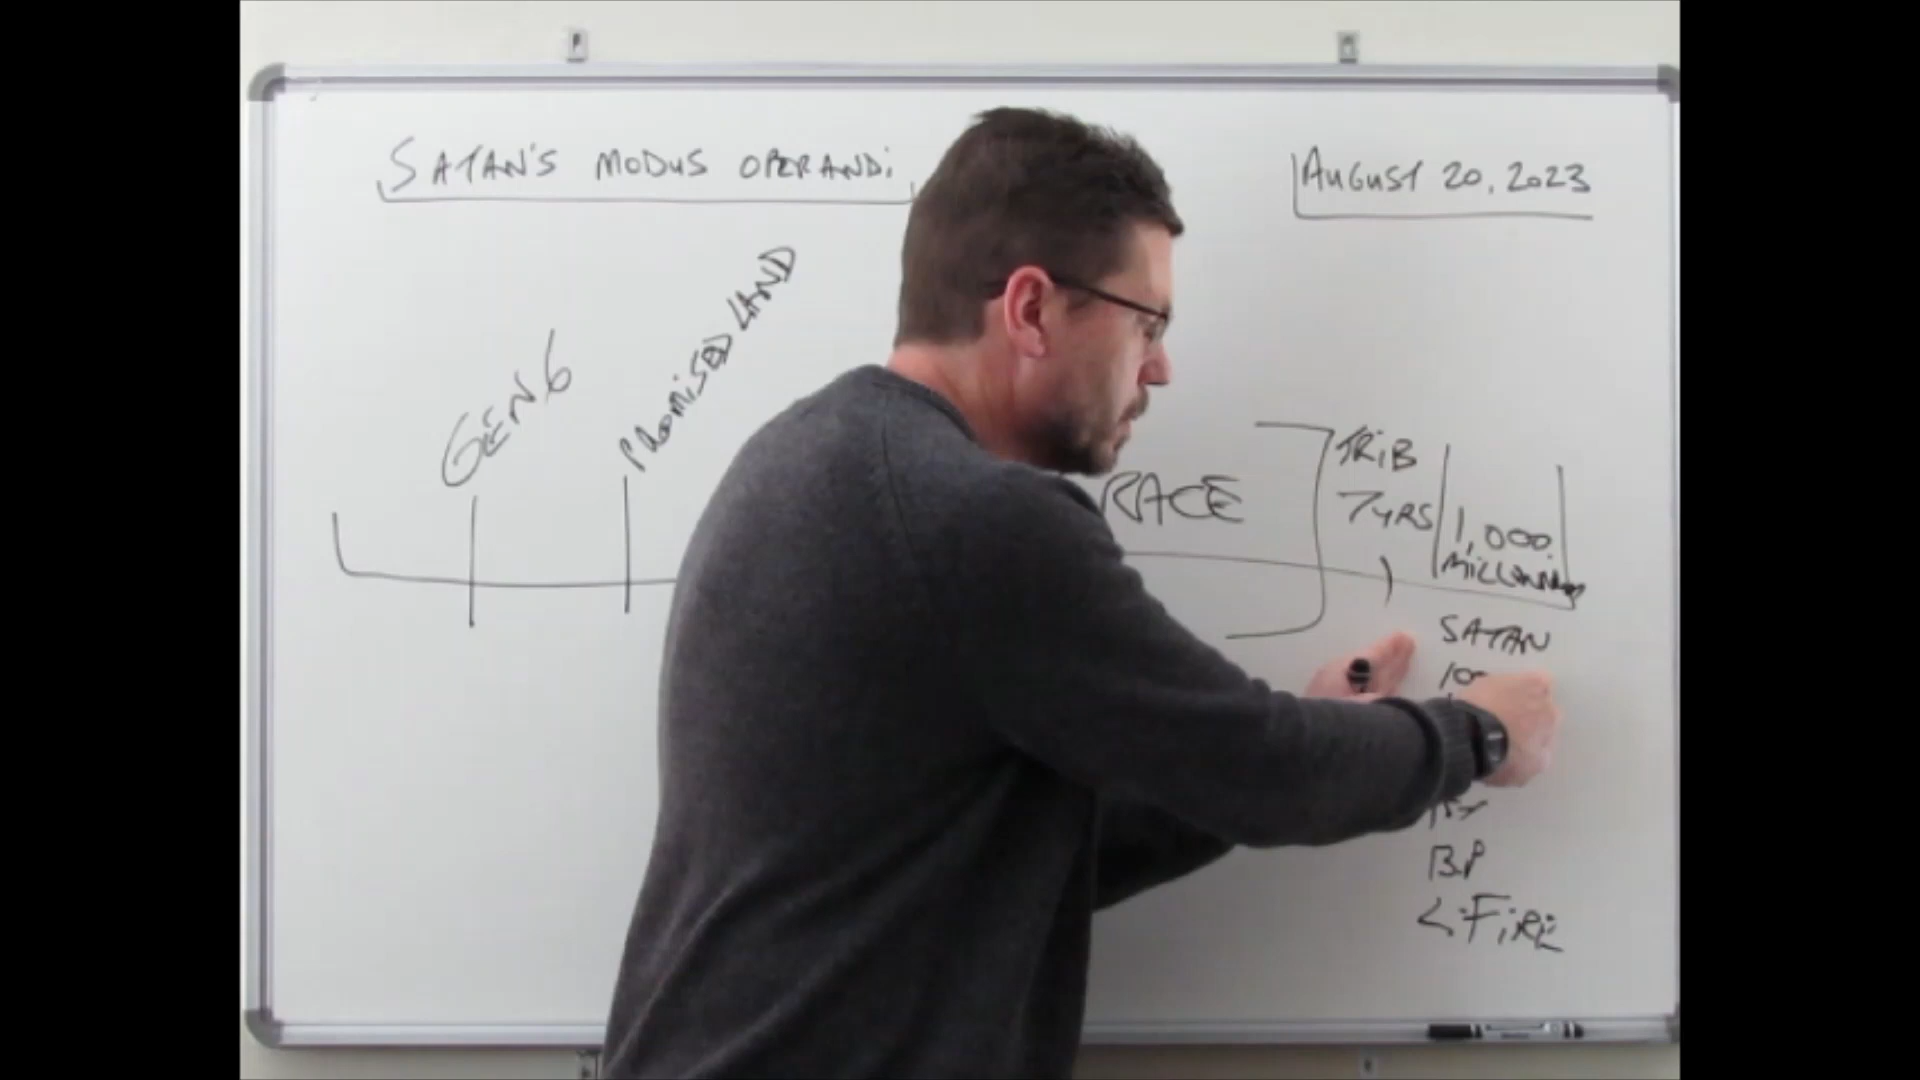 SATAN'S MODUS OPERANDI
AUGUST 20, 2023
GEN 6
PROMISED LAND
RACE
TRIB
7 YRS
1,000
MILLENNIUM
SATAN
BP
L.FIRE